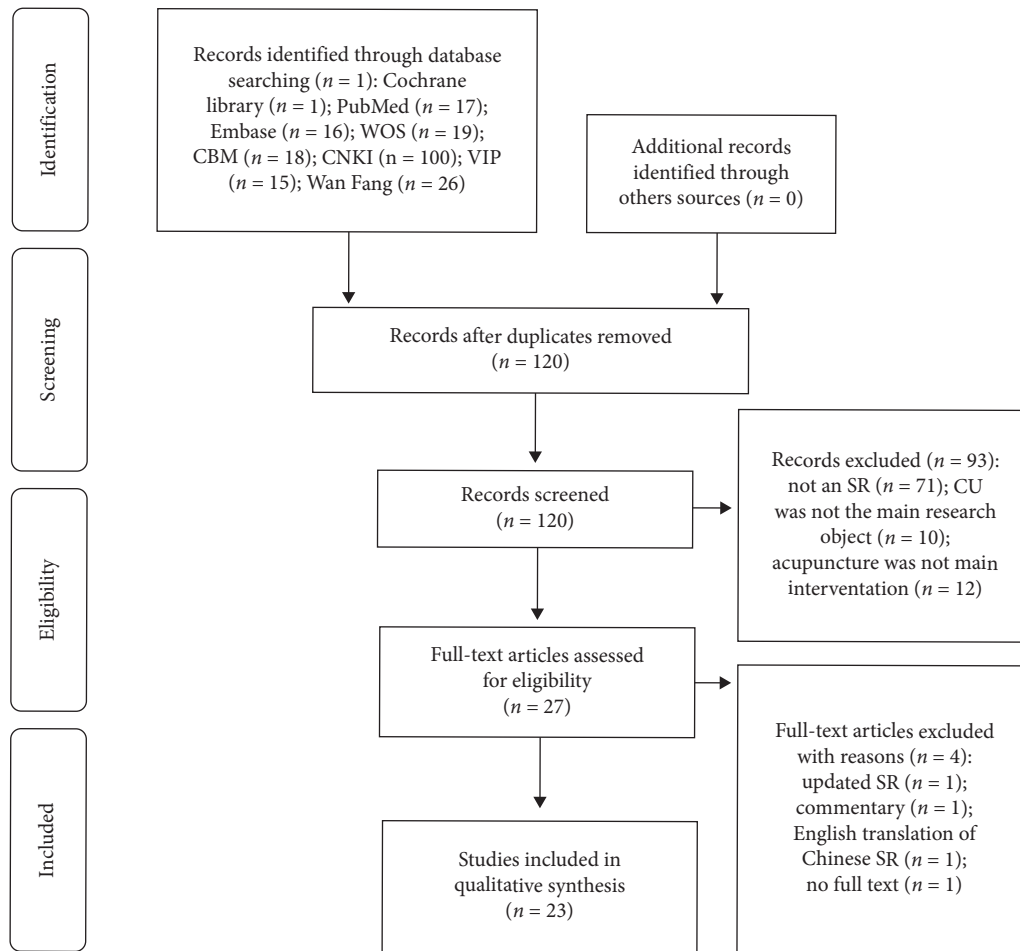 Identification
Records identified through database
searching (n = 1): Cochrane
library (n = 1); PubMed (n = 17);
Embase (n = 16); WOS (n = 19);
CBM (n = 18); CNKI (n = 100); VIP
(n = 15); Wan Fang (n = 26)
Additional records
identified through
others sources (n = 0)
Screening
Records after duplicates removed
(n = 120)
Records screened
(n = 120)
Records excluded (n = 93):
not an SR (n = 71); CU
was not the main research
object (n = 10);
acupuncture was not main
interventation (n = 12)
Eligibility
Full-text articles assessed
for eligibility
(n = 27)
Full-text articles excluded
with reasons (n = 4):
updated SR (n = 1);
commentary (n = 1);
English translation of
Chinese SR (n = 1);
no full text (n = 1)
Included
Studies included in
qualitative synthesis
(n = 23)